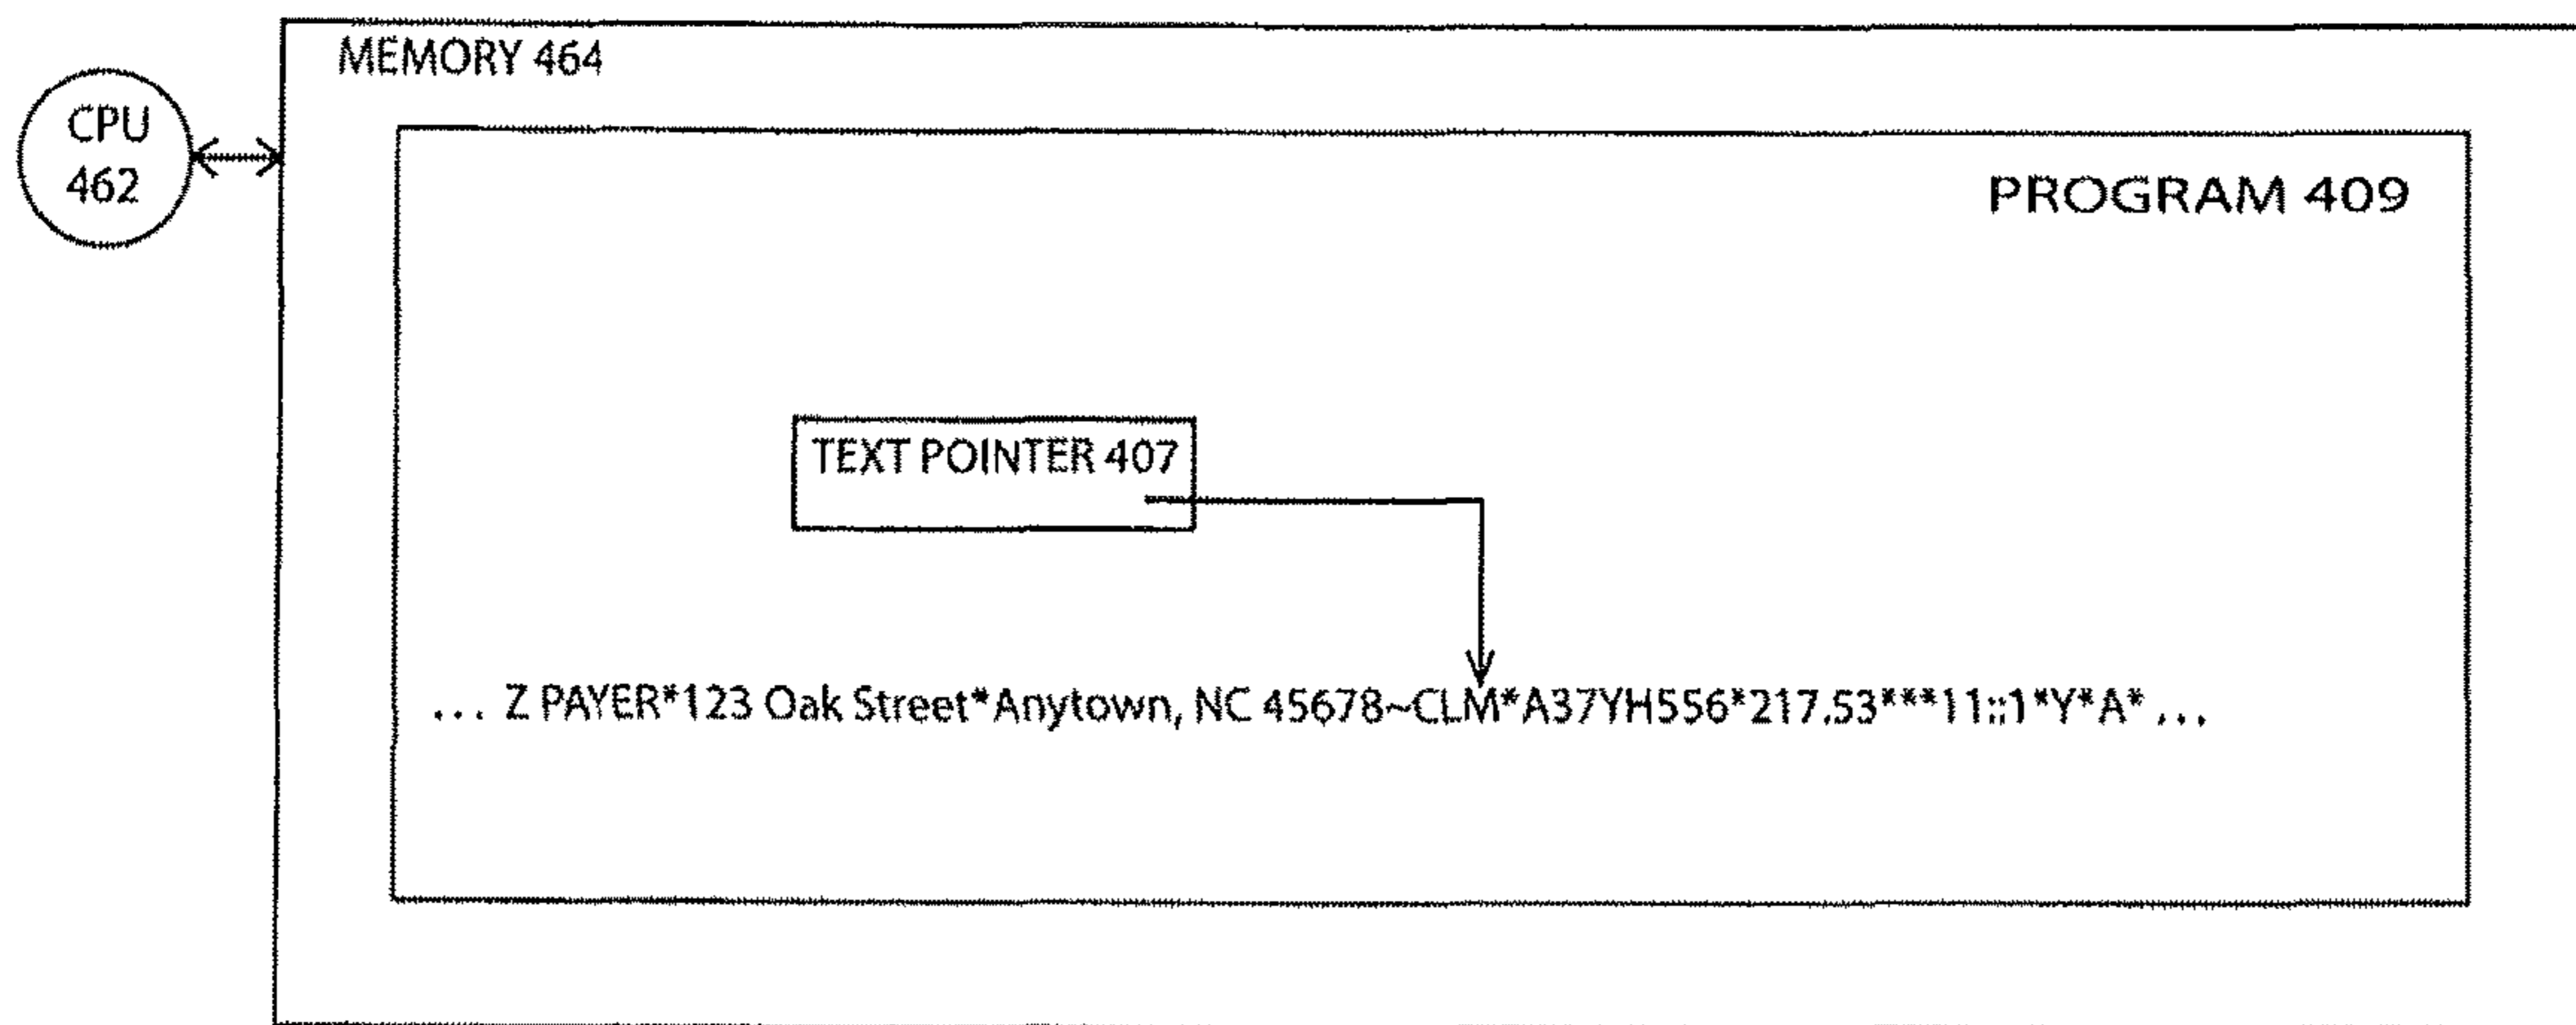 MEMORY 464
CPU
462
PROGRAM 409
TEXT POINTER 407
... Z PAYER*123 Oak Street*Anytown, NC 45678~CLM*A37YH556*217.53***11::1*Y*A* ...